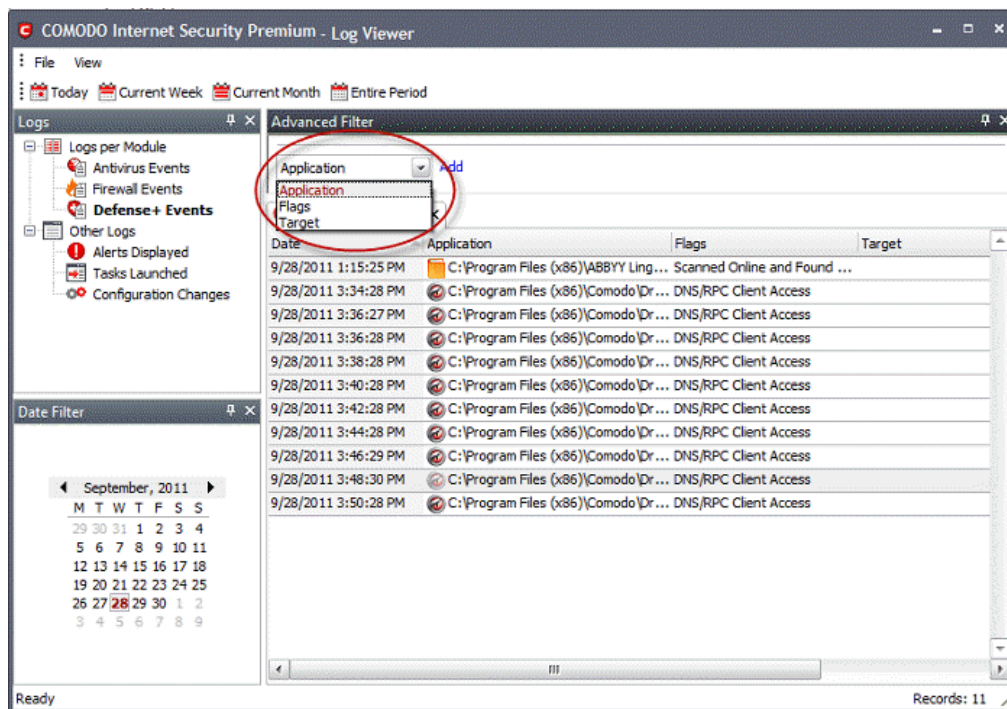 COMODO Internet Security Premium - Log Viewer
File View
Today Current Week Current Month Entire Period
Logs
Logs per Module
Antivirus Events
Firewall Events
Defense+ Events
Other Logs
Alerts Displayed
Tasks Launched
Configuration Changes
Date Filter
September, 2011
M T W T F S S
29 30 31 1 2 3 4
5 6 7 8 9 10 11
12 13 14 15 16 17 18
19 20 21 22 23 24 25
26 27 28 29 30 1 2
3 4 5 6 7 8 9
Advanced Filter
Application Add
Application
Flags
Target
Date Application Flags Target
9/28/2011 1:15:25 PM C:\Program Files (x86)\ABBYY Ling... Scanned Online and Found ...
9/28/2011 3:34:28 PM C:\Program Files (x86)\Comodo\Dr... DNS/RPC Client Access
9/28/2011 3:36:27 PM C:\Program Files (x86)\Comodo\Dr... DNS/RPC Client Access
9/28/2011 3:36:28 PM C:\Program Files (x86)\Comodo\Dr... DNS/RPC Client Access
9/28/2011 3:38:28 PM C:\Program Files (x86)\Comodo\Dr... DNS/RPC Client Access
9/28/2011 3:40:28 PM C:\Program Files (x86)\Comodo\Dr... DNS/RPC Client Access
9/28/2011 3:42:28 PM C:\Program Files (x86)\Comodo\Dr... DNS/RPC Client Access
9/28/2011 3:44:28 PM C:\Program Files (x86)\Comodo\Dr... DNS/RPC Client Access
9/28/2011 3:46:29 PM C:\Program Files (x86)\Comodo\Dr... DNS/RPC Client Access
9/28/2011 3:48:30 PM C:\Program Files (x86)\Comodo\Dr... DNS/RPC Client Access
9/28/2011 3:50:28 PM C:\Program Files (x86)\Comodo\Dr... DNS/RPC Client Access
Ready Records: 11